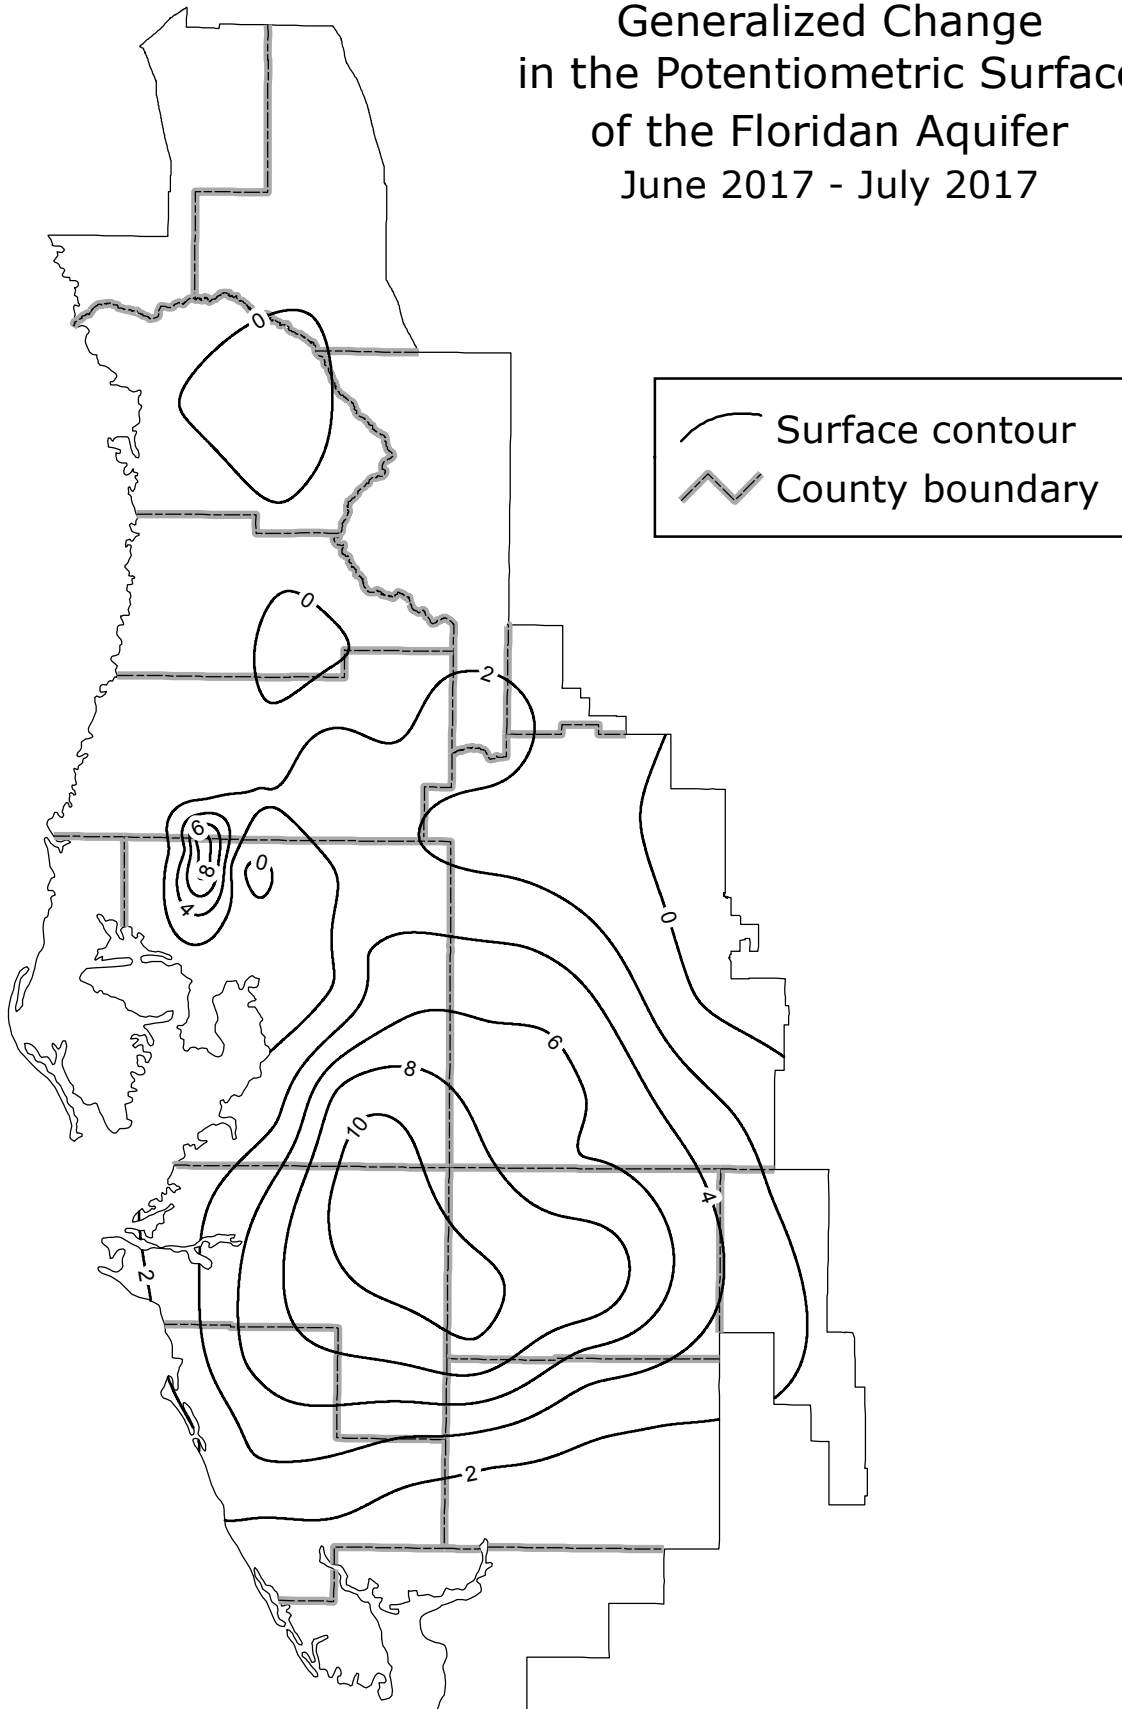 Generalized Change
in the Potentiometric Surface
of the Floridan Aquifer
June 2017 - July 2017
0
Surface contour
County boundary
0
2
6
0
8
4
0
6
8
10
4
2
2